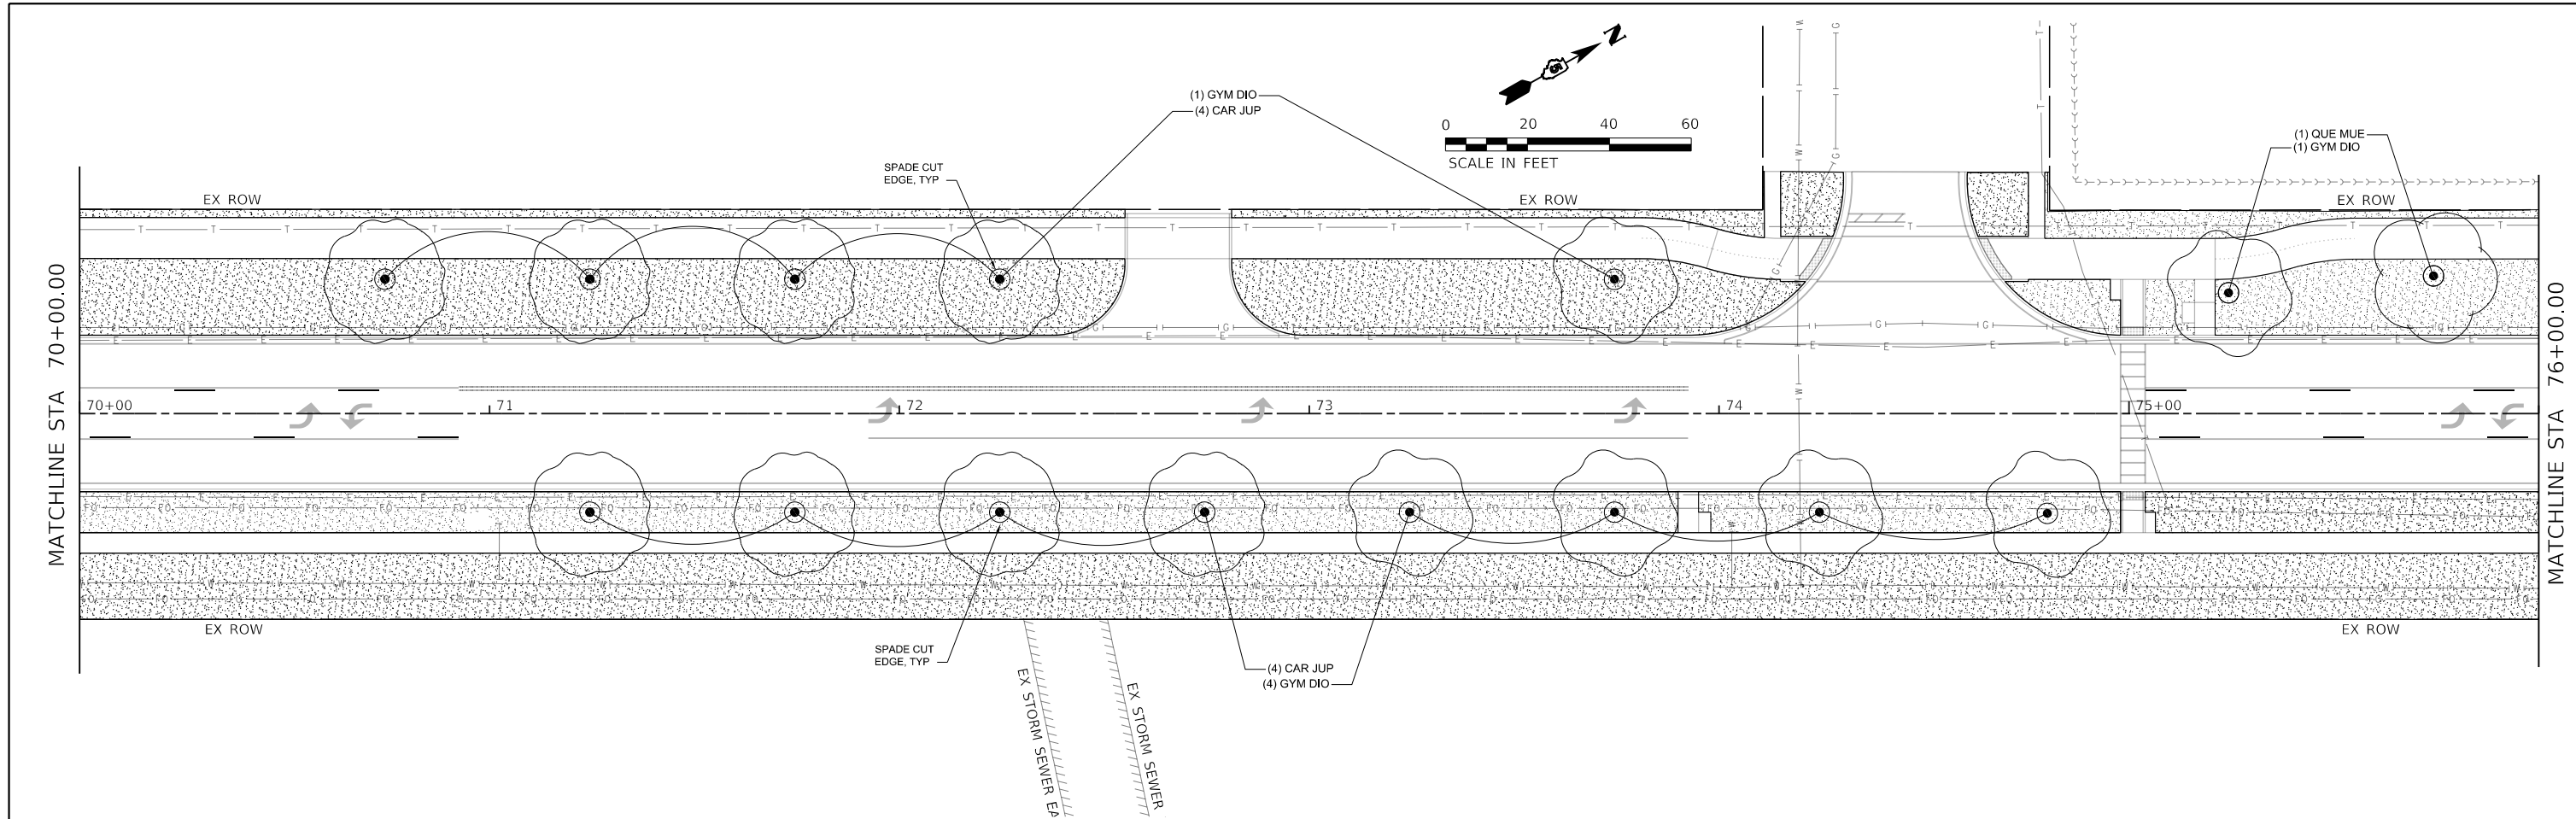 N
(1) GYM DIO
(4) CAR JUP
0 20 40 60
SCALE IN FEET
(1) QUE MUE
(1) GYM DIO
SPADE CUT
EDGE, TYP
EX ROW
EX ROW
EX ROW
MATCHLINE STA 70+00.00
70+00
71
72
73
74
75+00
MATCHLINE STA 76+00.00
EX ROW
EX ROW
SPADE CUT
EDGE, TYP
(4) CAR JUP
(4) GYM DIO
EX STORM SEWER EA
EX STORM SEWER